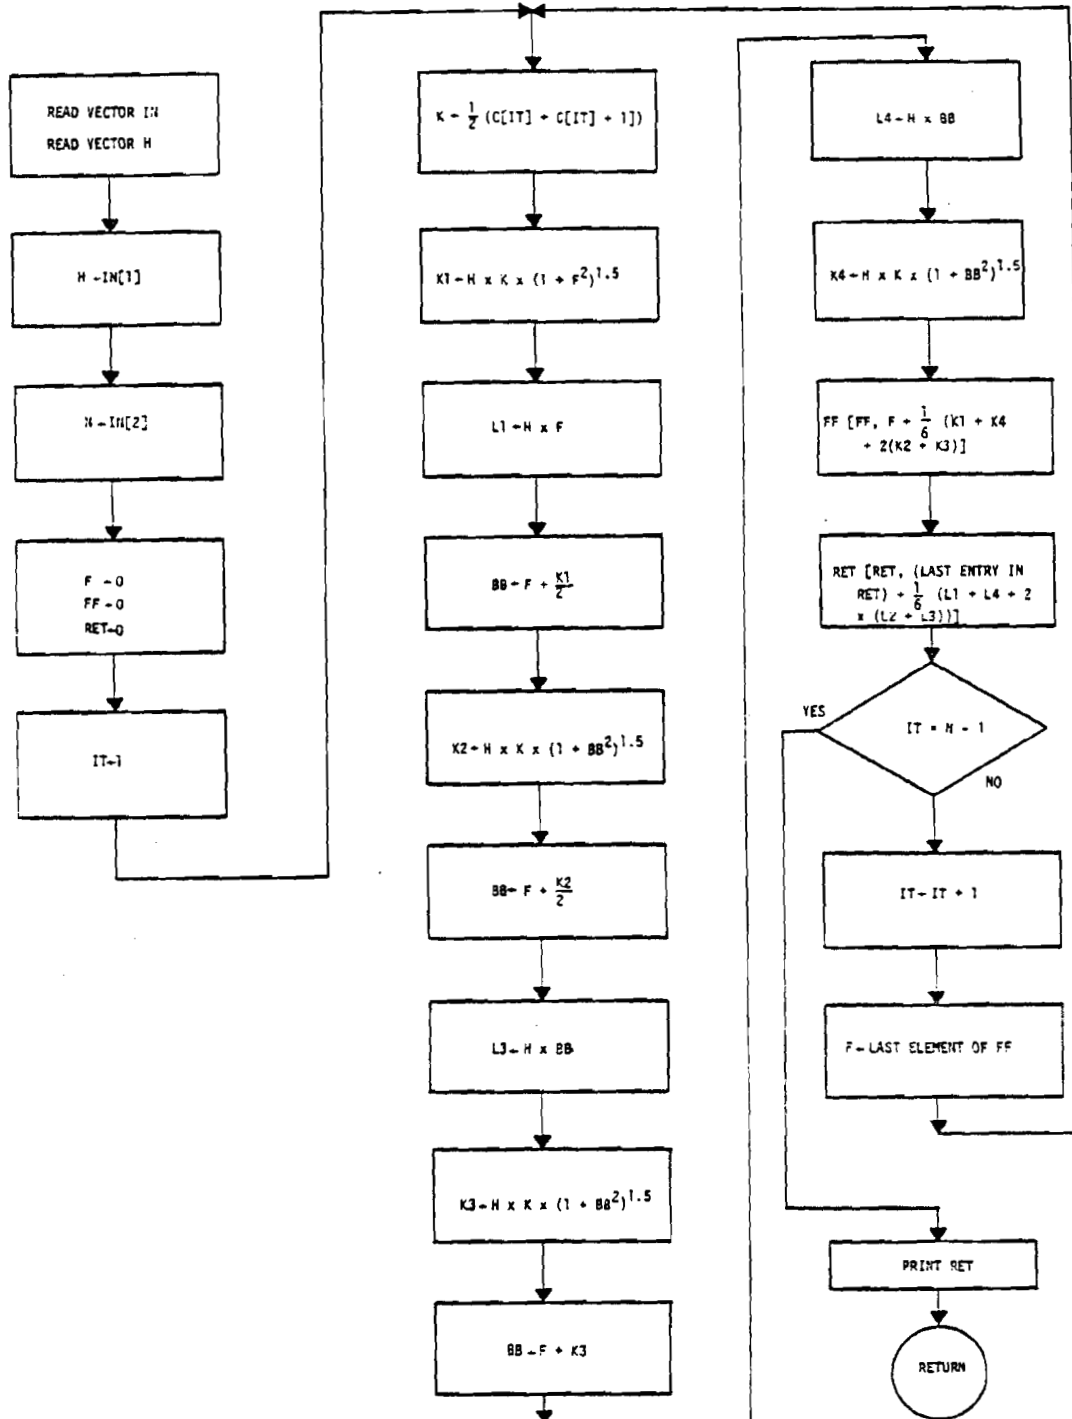 READ VECTOR IN
READ VECTOR H
H ← IN[1]
N ← IN[2]
F ← 0
FF ← 0
RET ← 0
IT ← 1
K ← 1/2 (C[IT] + C[IT] + 1])
K1 ← H x K x (1 + F²)^1.5
L1 ← H x F
BB ← F + K1/2
K2 ← H x K x (1 + BB²)^1.5
BB ← F + K2/2
L3 ← H x BB
K3 ← H x K x (1 + BB²)^1.5
BB ← F + K3
L4 ← H x BB
K4 ← H x K x (1 + BB²)^1.5
FF [FF, F + 1/6 (K1 + K4
+ 2(K2 + K3)]
RET [RET, (LAST ENTRY IN
RET) + 1/6 (L1 + L4 + 2
x (L2 + L3))]
YES
IT = N - 1
NO
IT ← IT + 1
F ← LAST ELEMENT OF FF
PRINT RET
RETURN